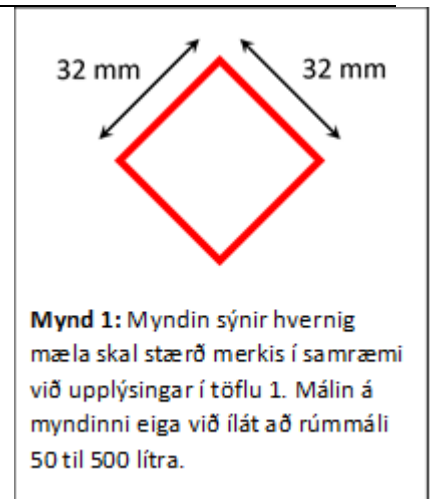 32 mm
32 mm
Mynd 1: Myndin sýnir hvernig
mæla skal stærð merkis í samræmi
við upplýsingar í töflu 1. Málin á
myndinni eiga við ílát að rúmmáli
50 til 500 lítra.